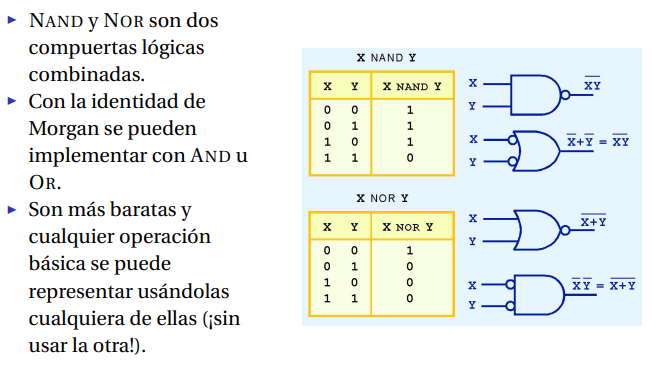 ▸ NAND y NOR son dos
compuertas lógicas
combinadas.
▸ Con la identidad de
Morgan se pueden
implementar con AND u
OR.
▸ Son más baratas y
cualquier operación
básica se puede
representar usándolas
cualquiera de ellas (¡sin
usar la otra!).
X NAND Y
X Y X NAND Y
0 0 1
0 1 1
1 0 1
1 1 0
X
Y
X̅Y̅
X
Y
X̅+Y̅ = X̅Y̅
X NOR Y
X Y X NOR Y
0 0 1
0 1 0
1 0 0
1 1 0
X
Y
X̅+̅Y̅
X
Y
X̅ Y̅ = X̅+̅Y̅